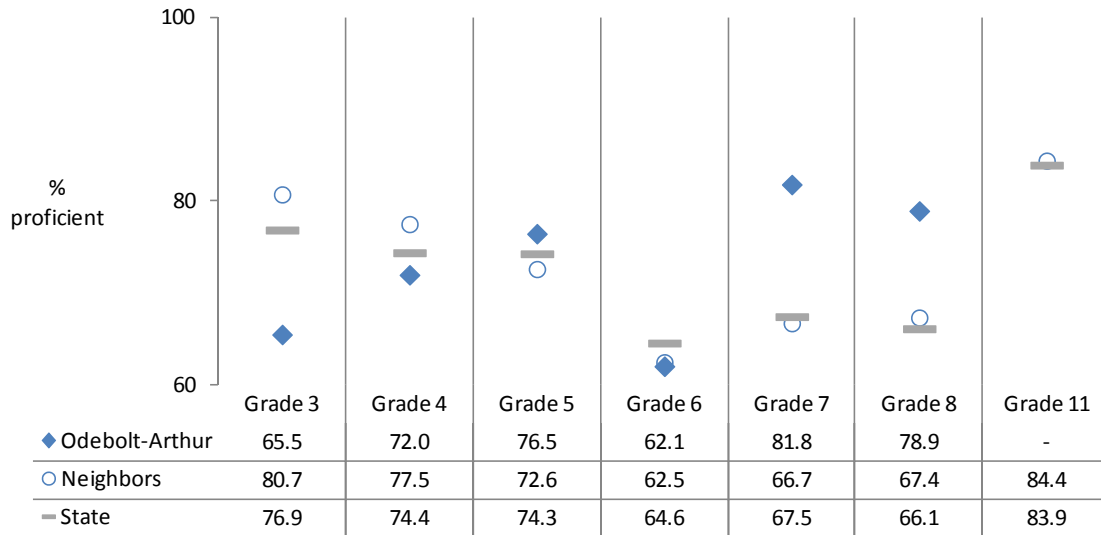 100
%
proficient
80
60
Grade 3 Grade 4 Grade 5 Grade 6 Grade 7 Grade 8 Grade 11
Odebolt-Arthur 65.5 72.0 76.5 62.1 81.8 78.9 -
Neighbors 80.7 77.5 72.6 62.5 66.7 67.4 84.4
State 76.9 74.4 74.3 64.6 67.5 66.1 83.9